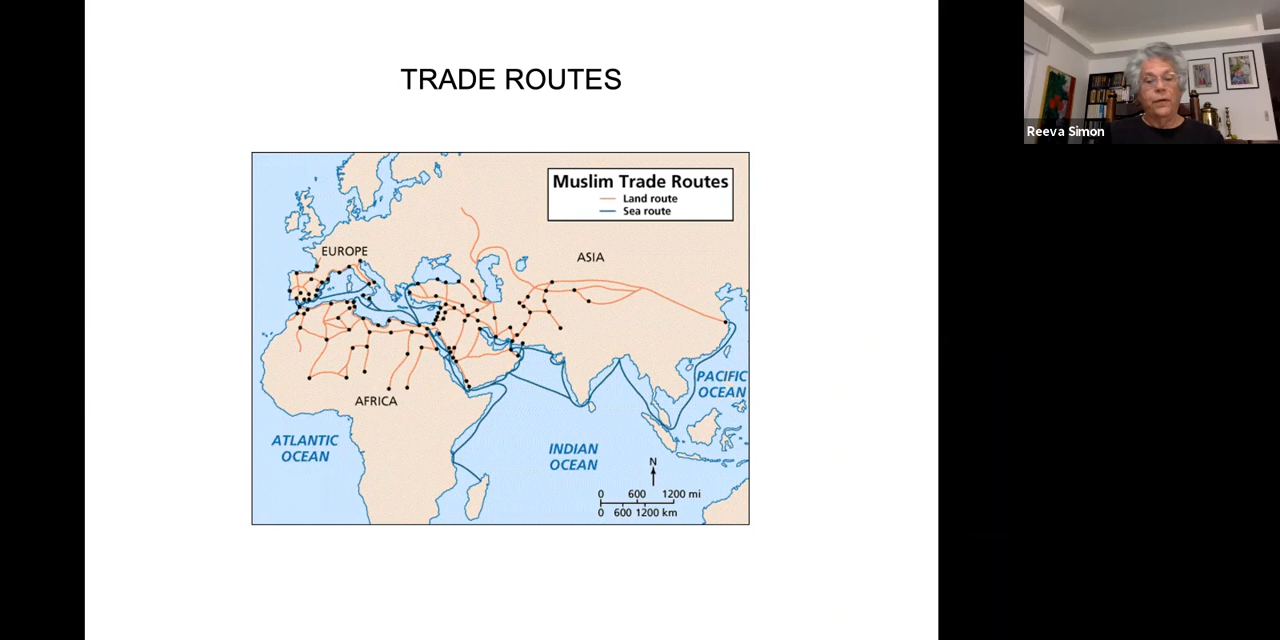 TRADE ROUTES
Reeva Simon
Muslim Trade Routes
Land route
Sea route
EUROPE
ASIA
PACIFIC
OCEAN
AFRICA
ATLANTIC
OCEAN
INDIAN
OCEAN
N
0 600 1200 mi
0 600 1200 km